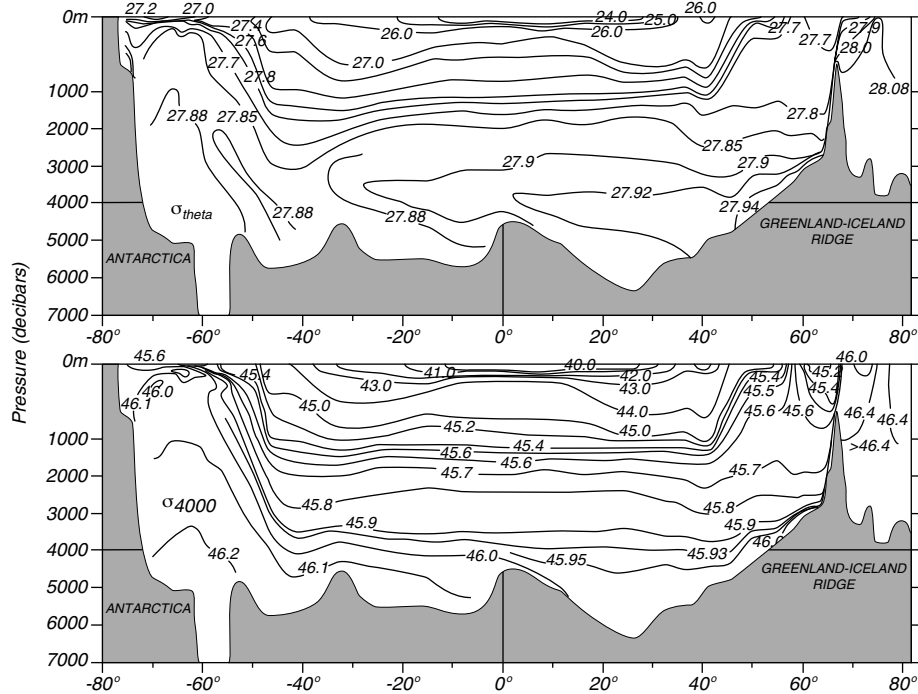 27.2 27.0 24.0 25.0 26.0
0m
27.4 26.0 26.0 27.7 27.9
27.6 27.7 28.0
27.7 27.0
27.8 28.08
1000
27.88 27.85 27.8
2000
27.85
3000
27.9 27.9
27.92
4000
σtheta 27.88 27.88 27.94
GREENLAND-ICELAND
RIDGE
5000
ANTARCTICA
6000
7000
-80° -60° -40° -20° 0° 20° 40° 60° 80°
Pressure (decibars)
45.6 46.0
0m
45.4 41.0 40.0 45.4 45.2
46.0 43.0 42.0 45.5 45.4
43.0
46.1 45.0 44.0 45.6 45.6 46.4 46.4
45.2 45.0
1000
45.4 >46.4
45.6 45.6
2000
45.7 45.7
σ4000 45.8 45.8
3000
45.9 45.9
4000
46.2 46.0 45.95 45.93 46.0
46.1
GREENLAND-ICELAND
RIDGE
5000
ANTARCTICA
6000
7000
-80° -60° -40° -20° 0° 20° 40° 60° 80°